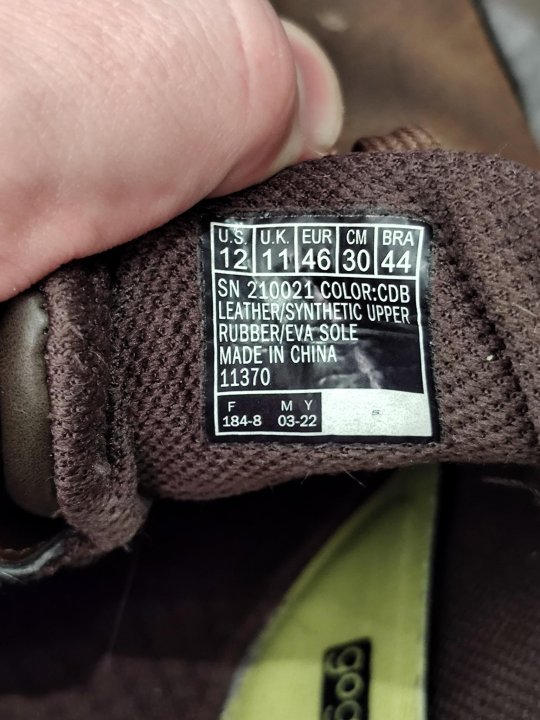 U.S. U.K. EUR CM BRA
12 11 46 30 44
SN 210021 COLOR:CDB
LEATHER/SYNTHETIC UPPER
RUBBER/EVA SOLE
MADE IN CHINA
11370
F M Y
184-8 03-22